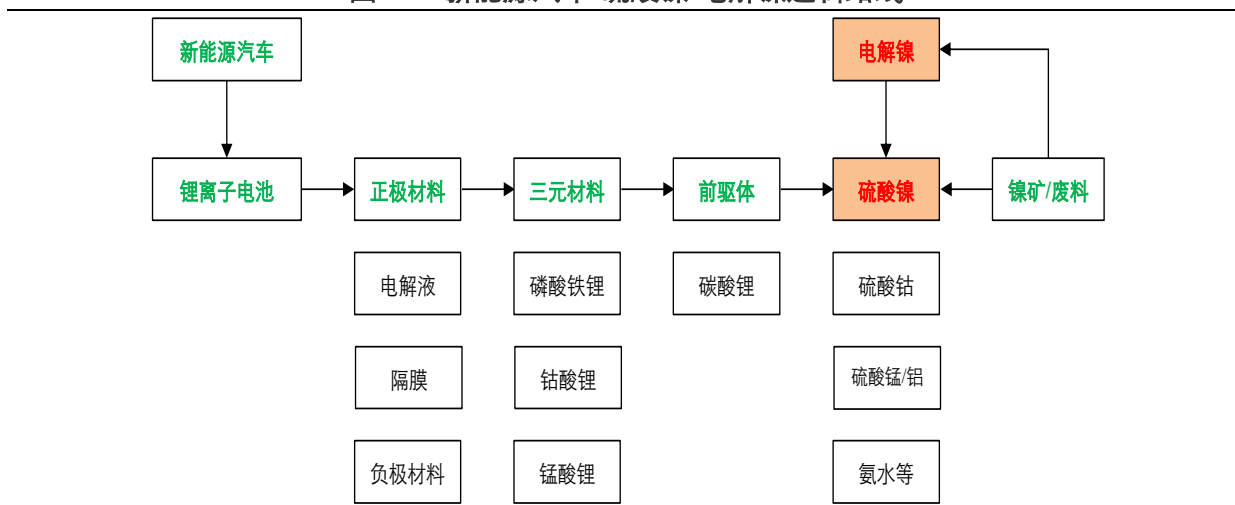 新能源汽车
电解镍
锂离子电池
正极材料
三元材料
前驱体
硫酸镍
镍矿/废料
电解液
磷酸铁锂
碳酸锂
硫酸钴
隔膜
钴酸锂
硫酸锰/铝
负极材料
锰酸锂
氨水等